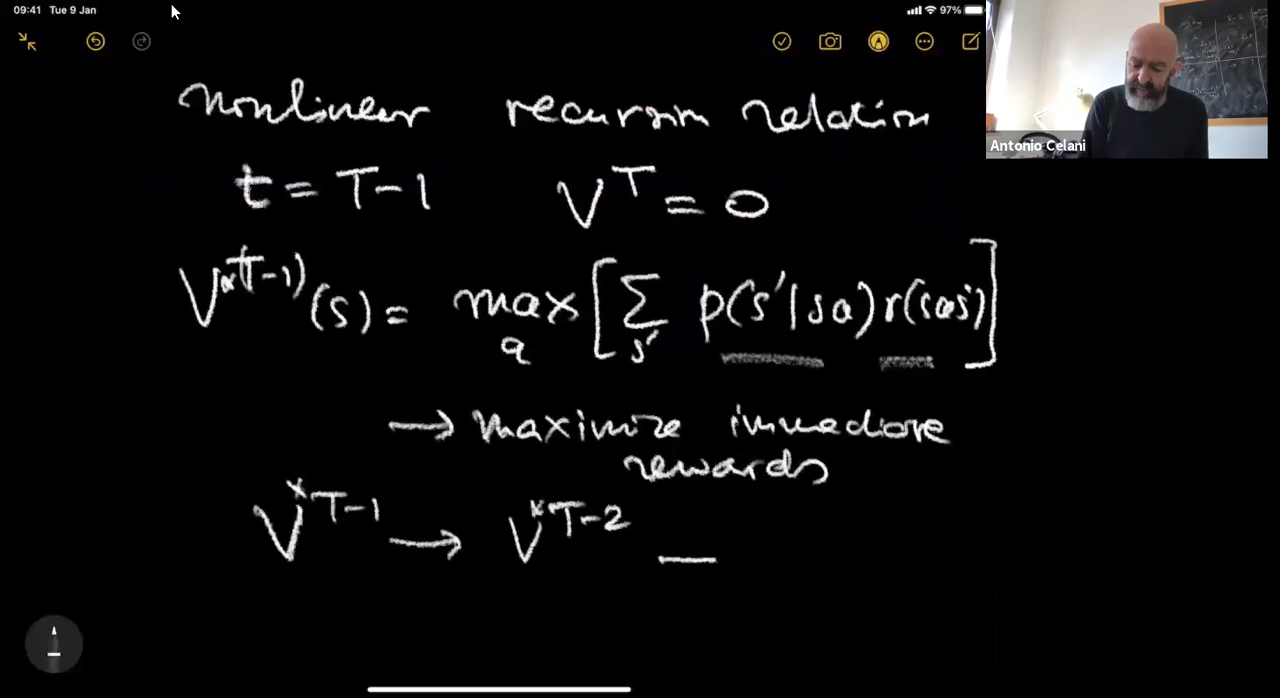 09:41 Tue 9 Jan
97%
nonlinear recursion relation
t = T-1 V^T = 0
V^{*(T-1)}(s) = max_a [ Σ_{s'} p(s'|sa) r(sas') ]
→ maximize immediate
rewards
V^{*T-1} → V^{*T-2} —
Antonio Celani